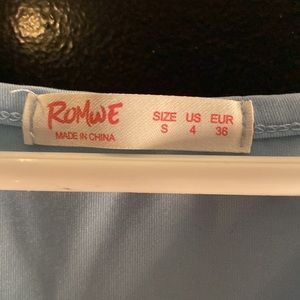 ROMWE
MADE IN CHINA
SIZE US EUR
S 4 36